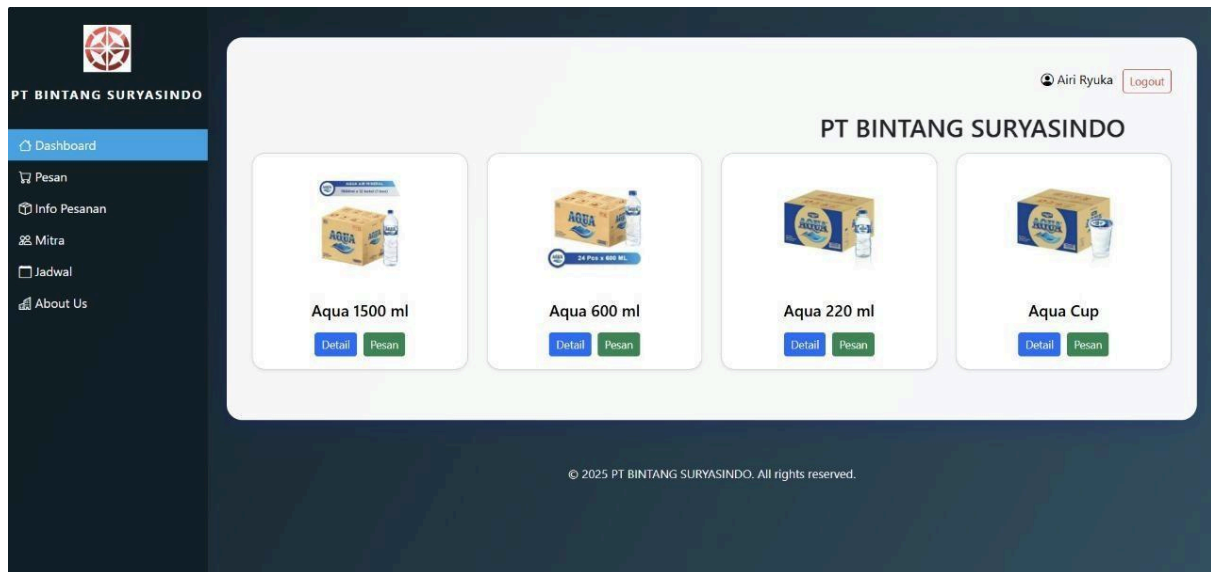 PT BINTANG SURYASINDO
Dashboard
Pesan
Info Pesanan
Mitra
Jadwal
About Us
Airi Ryuka Logout
PT BINTANG SURYASINDO
AQUA
AQUA
24 Pcs x 600 ML
AQUA
AQUA
Aqua 1500 ml
Detail Pesan
Aqua 600 ml
Detail Pesan
Aqua 220 ml
Detail Pesan
Aqua Cup
Detail Pesan
© 2025 PT BINTANG SURYASINDO. All rights reserved.